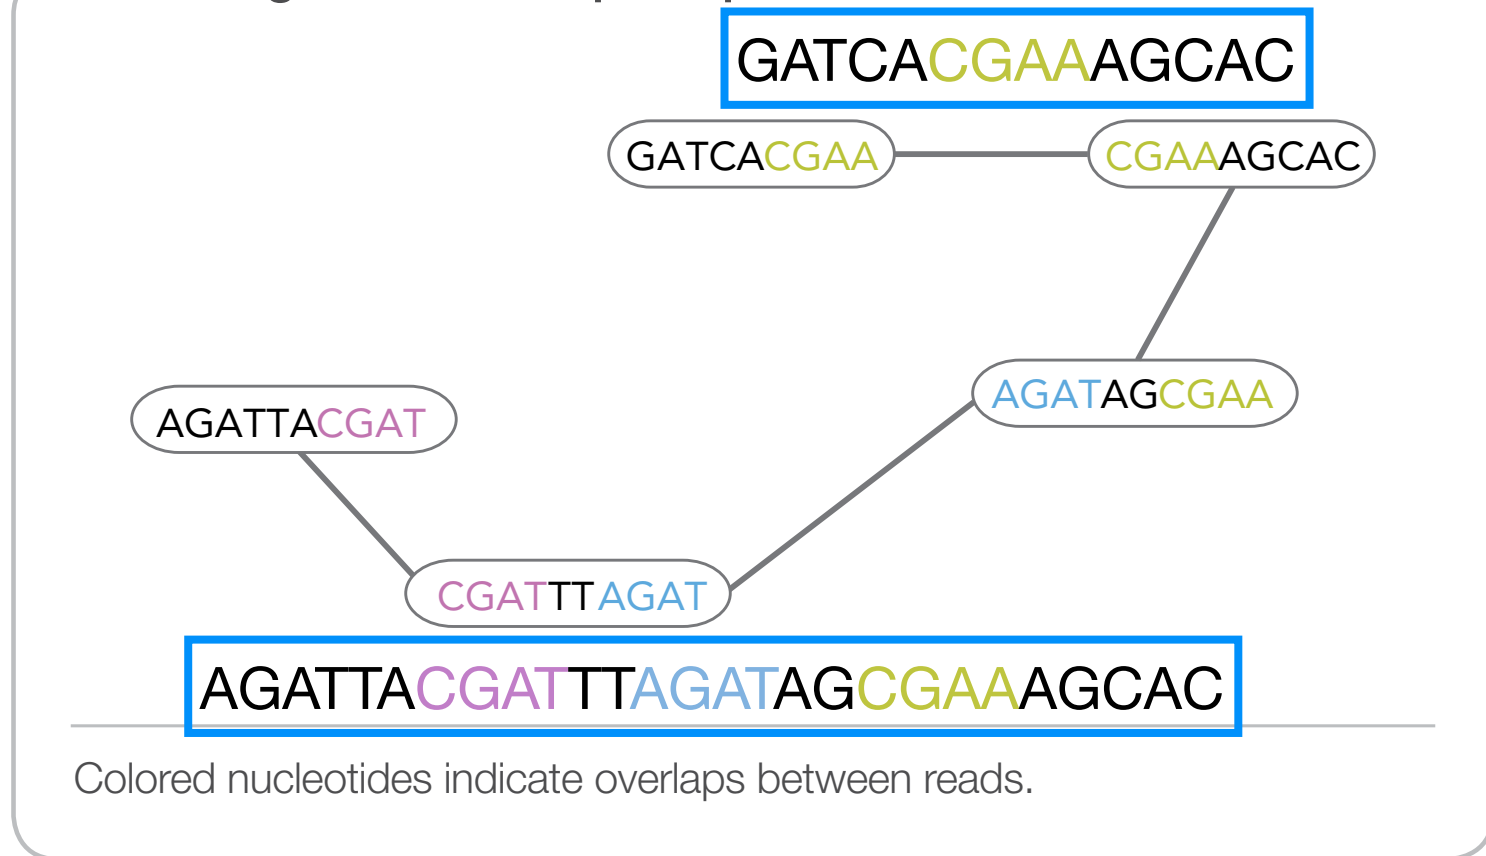 GATCACGAAAGCAC
GATCACGAA
CGAAAGCAC
AGATAGCGAA
AGATTACGAT
CGATTTAGAT
AGATTACGATTTAGATAGCGAAAGCAC
Colored nucleotides indicate overlaps between reads.